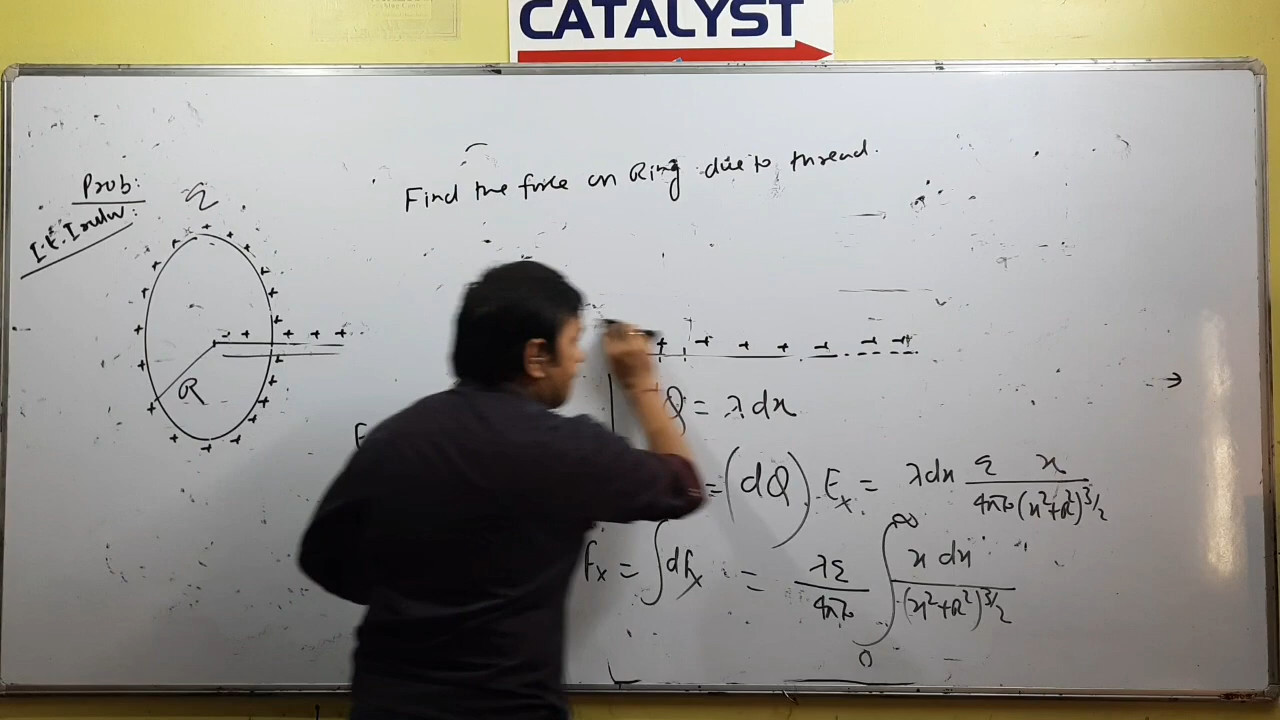 CATALYST
Prob:
Find the force on Ring due to thread.
I.E. Irodov:
q
R
Q = λ dx
= (dQ) Eₓ = λdx q x / 4πε₀(x²+R²)^3/2
Fₓ = ∫dFₓ = λq / 4πε₀ ∫₀^∞ x dx / (x²+R²)^3/2